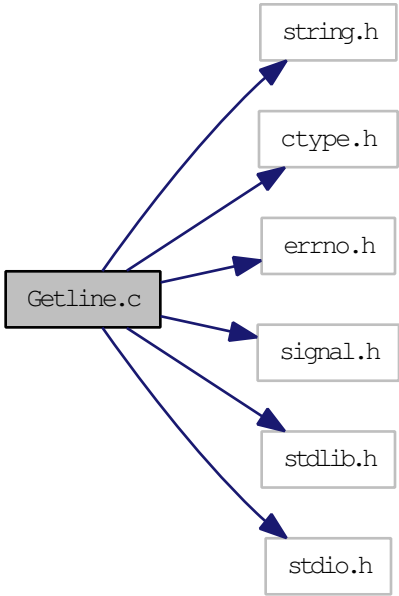 string.h
ctype.h
errno.h
Getline.c
signal.h
stdlib.h
stdio.h